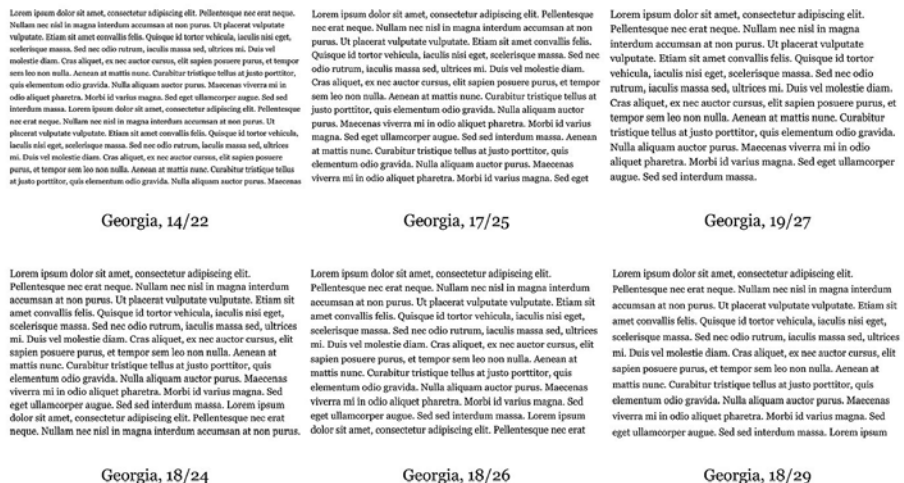 Lorem ipsum dolor sit amet, consectetur adipiscing elit. Pellentesque nec erat neque.
Nullam nec nisl in magna interdum accumsan at non purus. Ut placerat vulputate
vulputate. Etiam sit amet convallis felis. Quisque id tortor vehicula, iaculis nisi eget,
scelerisque massa. Sed nec odio rutrum, iaculis massa sed, ultrices mi. Duis vel
molestie diam. Cras aliquet, ex nec auctor cursus, elit sapien posuere purus, et tempor
sem leo non nulla. Aenean at mattis nunc. Curabitur tristique tellus at justo porttitor,
quis elementum odio gravida. Nulla aliquam auctor purus. Maecenas viverra mi in
odio aliquet pharetra. Morbi id varius magna. Sed eget ullamcorper augue. Sed sed
interdum massa. Lorem ipsum dolor sit amet, consectetur adipiscing elit. Pellentesque
nec erat neque. Nullam nec nisl in magna interdum accumsan at non purus. Ut
placerat vulputate vulputate. Etiam sit amet convallis felis. Quisque id tortor vehicula,
iaculis nisi eget, scelerisque massa. Sed nec odio rutrum, iaculis massa sed, ultrices
mi. Duis vel molestie diam. Cras aliquet, ex nec auctor cursus, elit sapien posuere
purus, et tempor sem leo non nulla. Aenean at mattis nunc. Curabitur tristique tellus
at justo porttitor, quis elementum odio gravida. Nulla aliquam auctor purus. Maecenas
Georgia, 14/22
Lorem ipsum dolor sit amet, consectetur adipiscing elit. Pellentesque
nec erat neque. Nullam nec nisl in magna interdum accumsan at non
purus. Ut placerat vulputate vulputate. Etiam sit amet convallis felis.
Quisque id tortor vehicula, iaculis nisi eget, scelerisque massa. Sed nec
odio rutrum, iaculis massa sed, ultrices mi. Duis vel molestie diam.
Cras aliquet, ex nec auctor cursus, elit sapien posuere purus, et tempor
sem leo non nulla. Aenean at mattis nunc. Curabitur tristique tellus at
justo porttitor, quis elementum odio gravida. Nulla aliquam auctor
purus. Maecenas viverra mi in odio aliquet pharetra. Morbi id varius
magna. Sed eget ullamcorper augue. Sed sed interdum massa. Aenean
at mattis nunc. Curabitur tristique tellus at justo porttitor, quis
elementum odio gravida. Nulla aliquam auctor purus. Maecenas
viverra mi in odio aliquet pharetra. Morbi id varius magna. Sed eget
Georgia, 17/25
Lorem ipsum dolor sit amet, consectetur adipiscing elit.
Pellentesque nec erat neque. Nullam nec nisl in magna
interdum accumsan at non purus. Ut placerat vulputate
vulputate. Etiam sit amet convallis felis. Quisque id tortor
vehicula, iaculis nisi eget, scelerisque massa. Sed nec odio
rutrum, iaculis massa sed, ultrices mi. Duis vel molestie diam.
Cras aliquet, ex nec auctor cursus, elit sapien posuere purus, et
tempor sem leo non nulla. Aenean at mattis nunc. Curabitur
tristique tellus at justo porttitor, quis elementum odio gravida.
Nulla aliquam auctor purus. Maecenas viverra mi in odio
aliquet pharetra. Morbi id varius magna. Sed eget ullamcorper
augue. Sed sed interdum massa.
Georgia, 19/27
Lorem ipsum dolor sit amet, consectetur adipiscing elit.
Pellentesque nec erat neque. Nullam nec nisl in magna interdum
accumsan at non purus. Ut placerat vulputate vulputate. Etiam sit
amet convallis felis. Quisque id tortor vehicula, iaculis nisi eget,
scelerisque massa. Sed nec odio rutrum, iaculis massa sed, ultrices
mi. Duis vel molestie diam. Cras aliquet, ex nec auctor cursus, elit
sapien posuere purus, et tempor sem leo non nulla. Aenean at
mattis nunc. Curabitur tristique tellus at justo porttitor, quis
elementum odio gravida. Nulla aliquam auctor purus. Maecenas
viverra mi in odio aliquet pharetra. Morbi id varius magna. Sed
eget ullamcorper augue. Sed sed interdum massa. Lorem ipsum
dolor sit amet, consectetur adipiscing elit. Pellentesque nec erat
neque. Nullam nec nisl in magna interdum accumsan at non purus.
Georgia, 18/24
Lorem ipsum dolor sit amet, consectetur adipiscing elit.
Pellentesque nec erat neque. Nullam nec nisl in magna interdum
accumsan at non purus. Ut placerat vulputate vulputate. Etiam sit
amet convallis felis. Quisque id tortor vehicula, iaculis nisi eget,
scelerisque massa. Sed nec odio rutrum, iaculis massa sed, ultrices
mi. Duis vel molestie diam. Cras aliquet, ex nec auctor cursus, elit
sapien posuere purus, et tempor sem leo non nulla. Aenean at
mattis nunc. Curabitur tristique tellus at justo porttitor, quis
elementum odio gravida. Nulla aliquam auctor purus. Maecenas
viverra mi in odio aliquet pharetra. Morbi id varius magna. Sed
eget ullamcorper augue. Sed sed interdum massa. Lorem ipsum
dolor sit amet, consectetur adipiscing elit. Pellentesque nec erat
Georgia, 18/26
Lorem ipsum dolor sit amet, consectetur adipiscing elit.
Pellentesque nec erat neque. Nullam nec nisl in magna interdum
accumsan at non purus. Ut placerat vulputate vulputate. Etiam sit
amet convallis felis. Quisque id tortor vehicula, iaculis nisi eget,
scelerisque massa. Sed nec odio rutrum, iaculis massa sed, ultrices
mi. Duis vel molestie diam. Cras aliquet, ex nec auctor cursus, elit
sapien posuere purus, et tempor sem leo non nulla. Aenean at
mattis nunc. Curabitur tristique tellus at justo porttitor, quis
elementum odio gravida. Nulla aliquam auctor purus. Maecenas
viverra mi in odio aliquet pharetra. Morbi id varius magna. Sed
eget ullamcorper augue. Sed sed interdum massa. Lorem ipsum
Georgia, 18/29